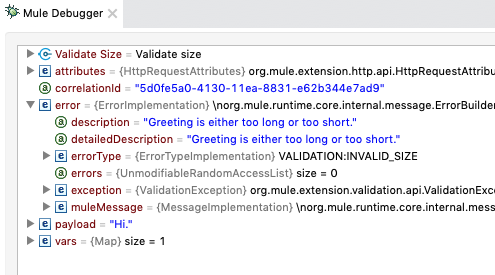 Mule Debugger
Validate Size = Validate size
attributes = {HttpRequestAttributes} org.mule.extension.http.api.HttpRequestAttribu
correlationId = "5d0fe5a0-4130-11ea-8831-e62b344e7ad9"
error = {ErrorImplementation} \norg.mule.runtime.core.internal.message.ErrorBuilder
description = "Greeting is either too long or too short."
detailedDescription = "Greeting is either too long or too short."
errorType = {ErrorTypeImplementation} VALIDATION:INVALID_SIZE
errors = {UnmodifiableRandomAccessList} size = 0
exception = {ValidationException} org.mule.extension.validation.api.ValidationExce
muleMessage = {MessageImplementation} \norg.mule.runtime.core.internal.mess
payload = "Hi."
vars = {Map} size = 1